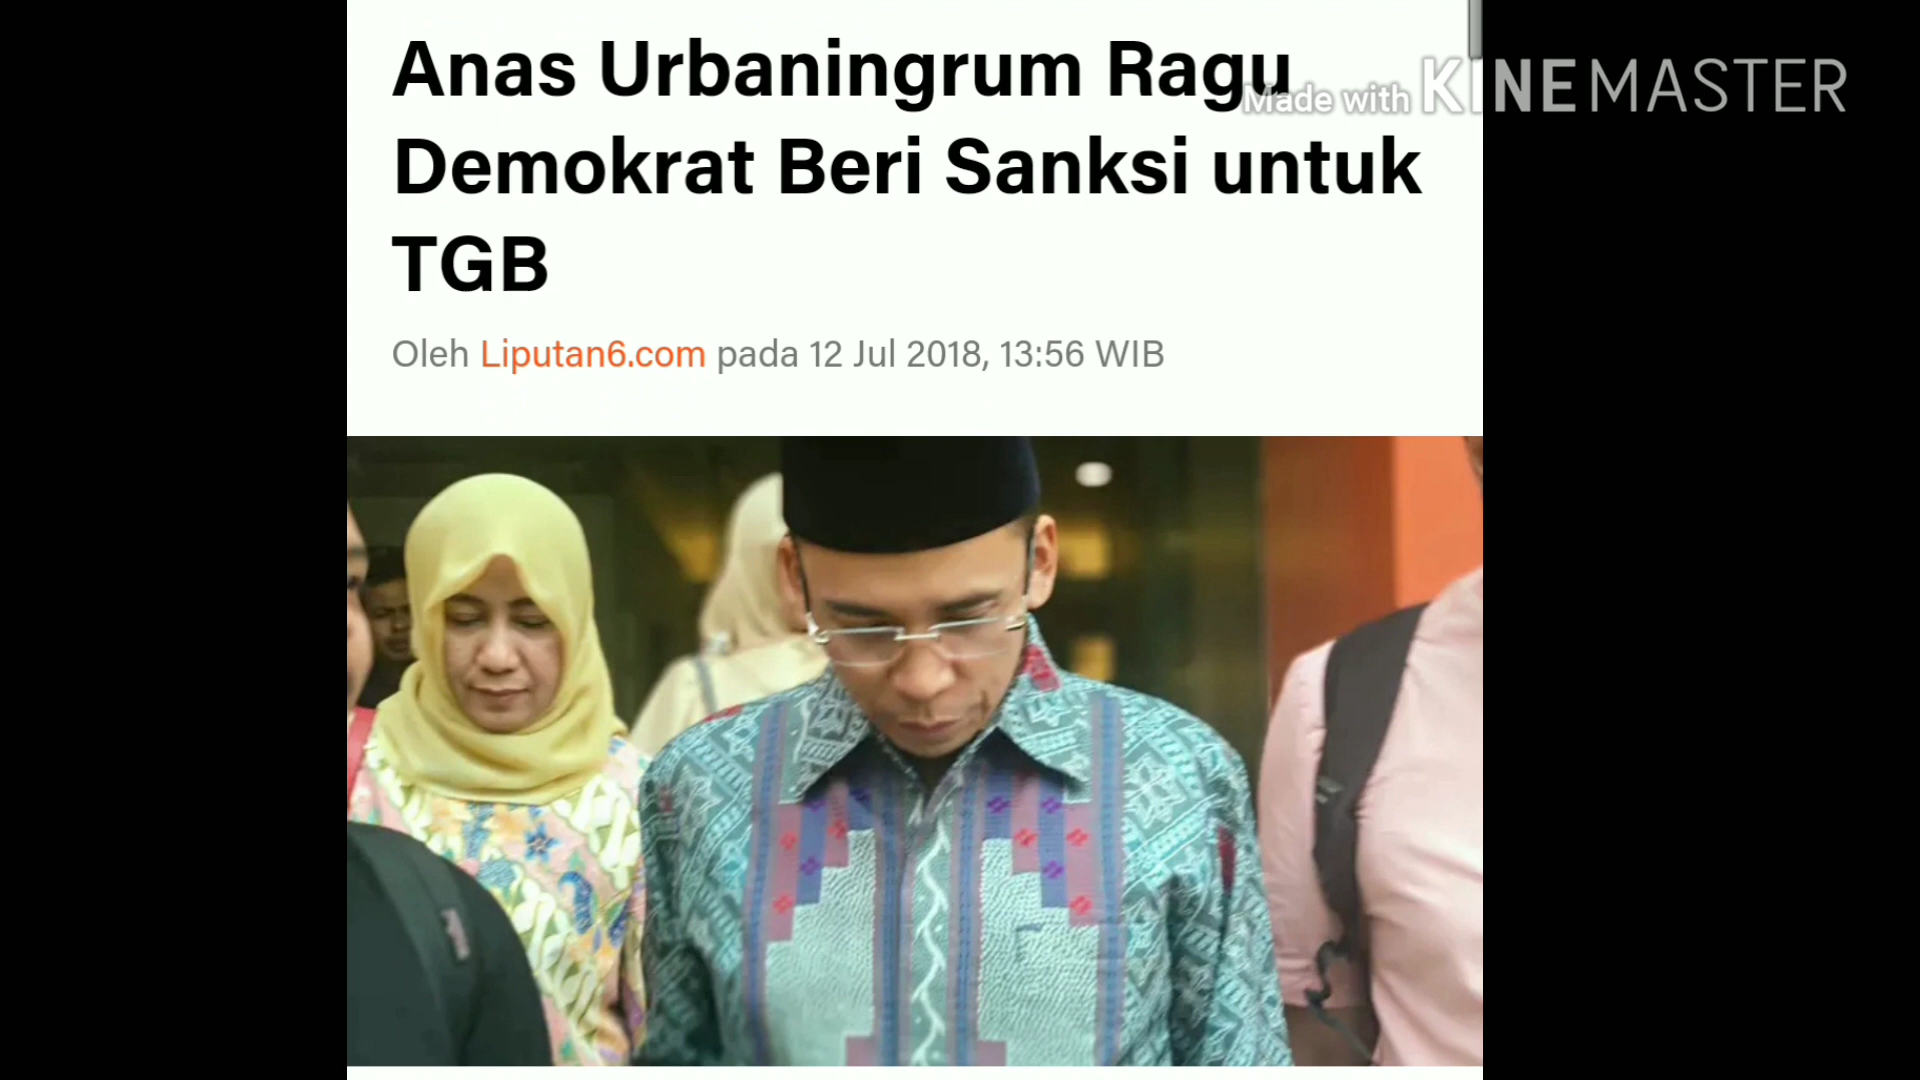 Anas Urbaningrum Ragu
Made with KINEMASTER
Demokrat Beri Sanksi untuk
TGB
Oleh Liputan6.com pada 12 Jul 2018, 13:56 WIB